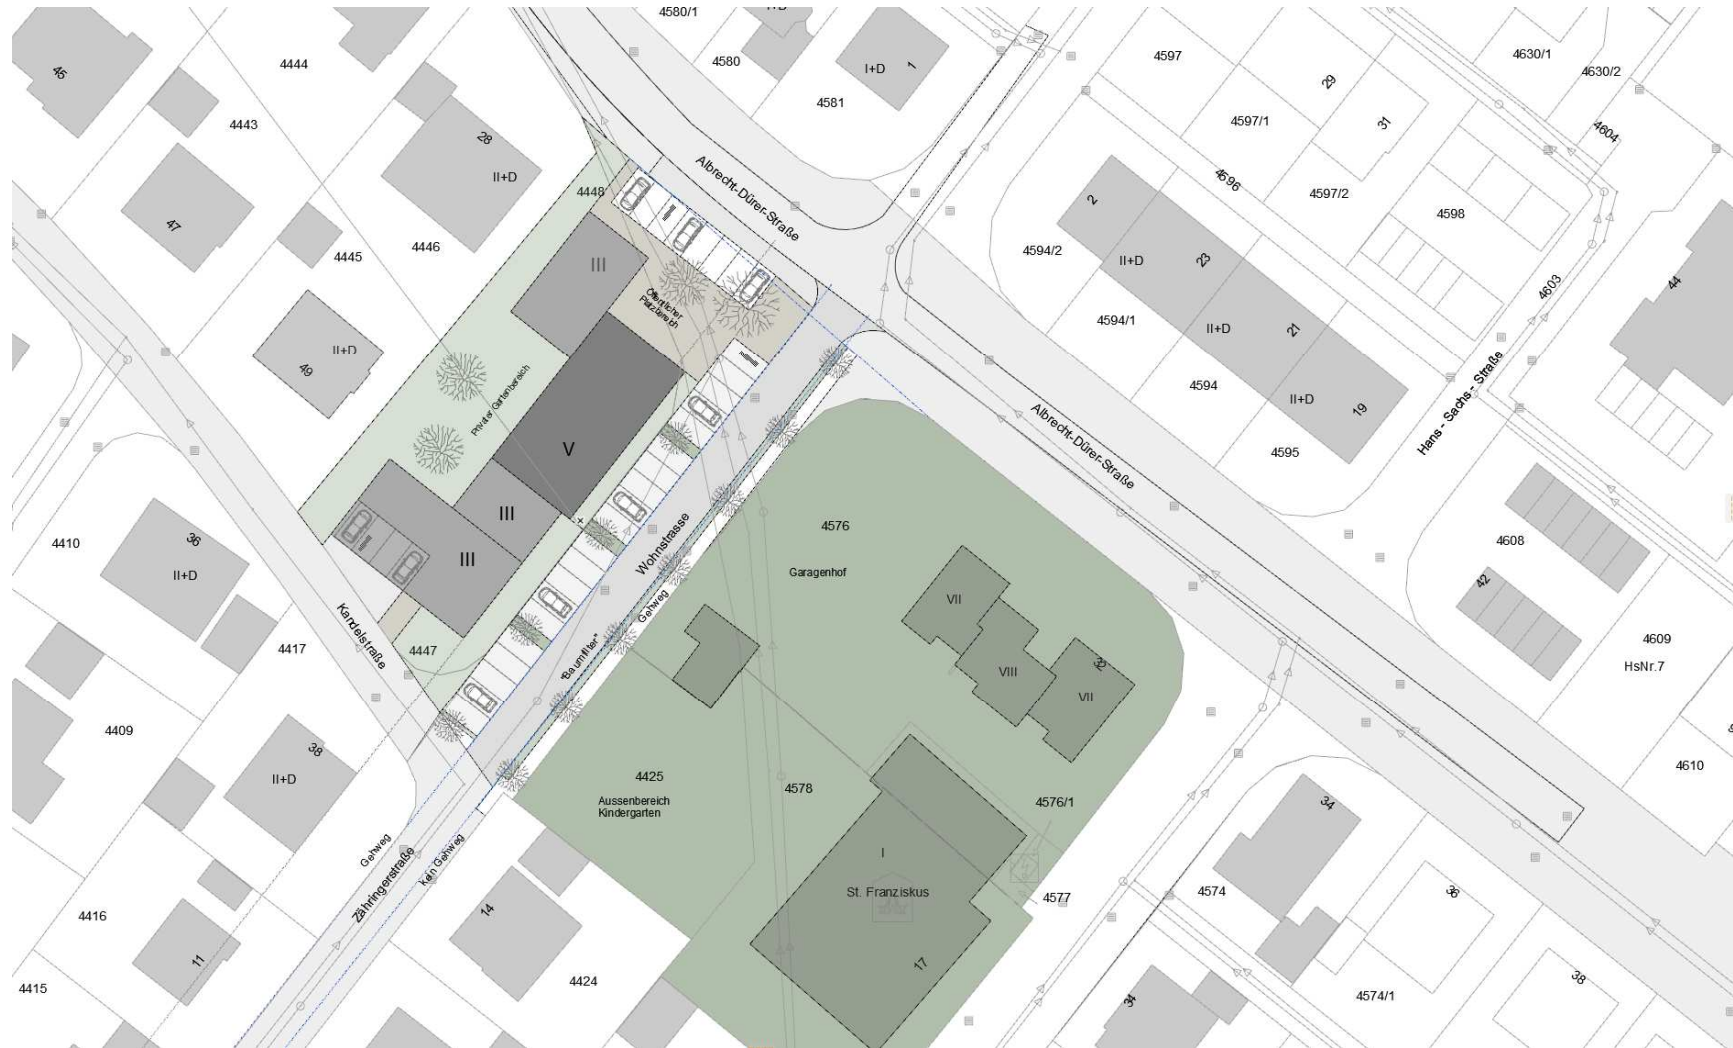 4580/1
I+D
4444
4580
I+D
1
4581
4597
29
4630/1
4630/2
45
4443
28
II+D
4597/1
31
4604
47
4448
Albrecht-Dürer-Straße
2
4596
4597/2
4598
4446
4445
III
Öffentlicher
Platzbereich
4594/2
II+D
23
4603
44
49
II+D
4594/1
II+D
21
Privater Gartenbereich
4594
II+D
19
Hans - Sachs - Straße
Albrecht-Dürer-Straße
V
4595
III
III
Wohnstrasse
4576
4410
36
II+D
Garagenhof
4608
42
Kandelstraße
Gehweg
VII
VIII
32
VII
4609
HsNr.7
4417
4447
"Baumfilter"
4409
38
II+D
4425
Aussenbereich
Kindergarten
4578
4576/1
4610
34
Gehweg
kein Gehweg
Zähringerstraße
I
St. Franziskus
4577
4574
36
4416
14
11
17
4415
4424
34
4574/1
38